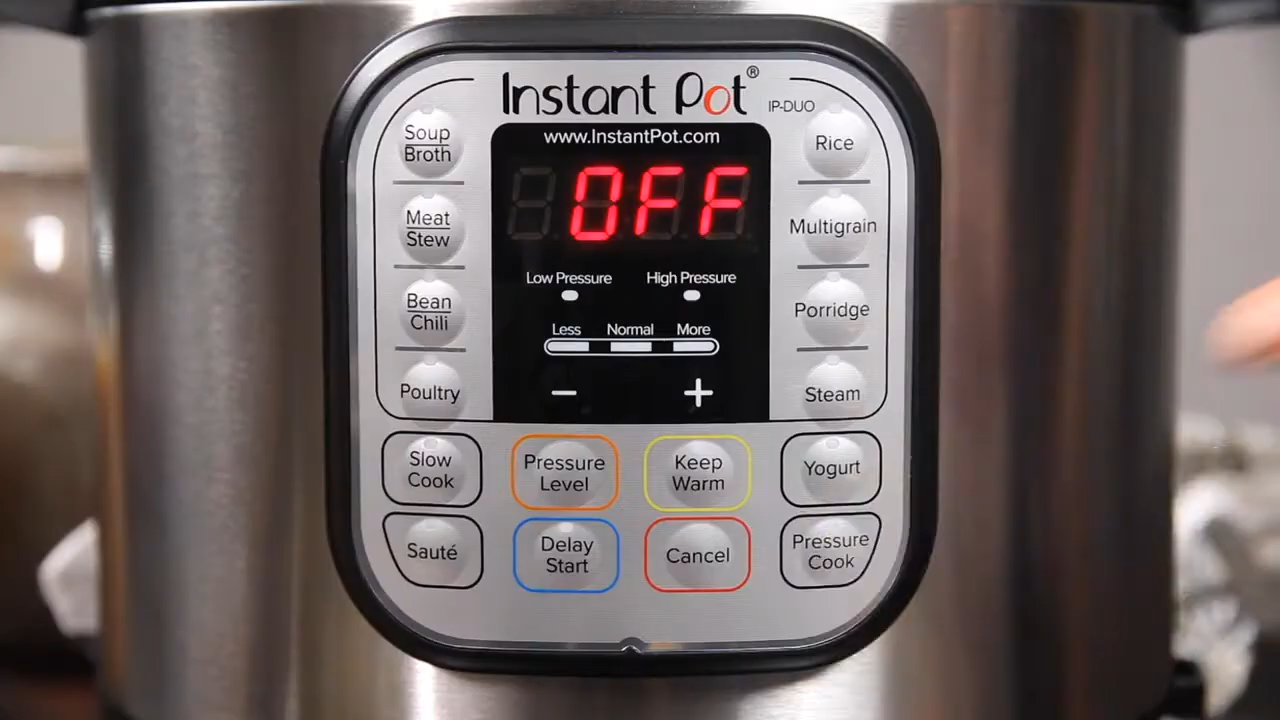 Instant Pot®
IP-DUO
www.InstantPot.com
OFF
Low Pressure
High Pressure
Less Normal More
− +
Soup
Broth
Meat
Stew
Bean
Chili
Poultry
Rice
Multigrain
Porridge
Steam
Slow
Cook
Pressure
Level
Keep
Warm
Yogurt
Sauté
Delay
Start
Cancel
Pressure
Cook